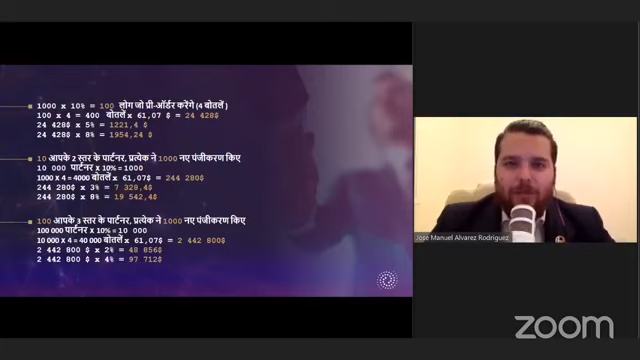 1000 x 10% = 100 लोग जो प्री-ऑर्डर करेंगे (4 बोतलें )
100 x 4 = 400 बोतलें x 61,07 $ = 24 428$
24 428$ x 5% = 1221,4 $
24 428$ x 8% = 1954,24 $
10 आपके 2 स्तर के पार्टनर, प्रत्येक ने 1000 नए पंजीकरण किए
10 000 पार्टनर x 10% = 1000
1000 x 4 = 4000 बोतलें x 61,07$ = 244 280$
244 280$ x 3% = 7 328,4$
244 280$ x 8% = 19 542,4$
100 आपके 3 स्तर के पार्टनर, प्रत्येक ने 1000 नए पंजीकरण किए
100 000 पार्टनर x 10% = 10 000
10 000 x 4 = 40 000 बोतलें x 61,07$ = 2 442 800$
2 442 800 $ x 2% = 48 856$
2 442 800 $ x 4% = 97 712$
José Manuel Alvarez Rodriguez
zoom